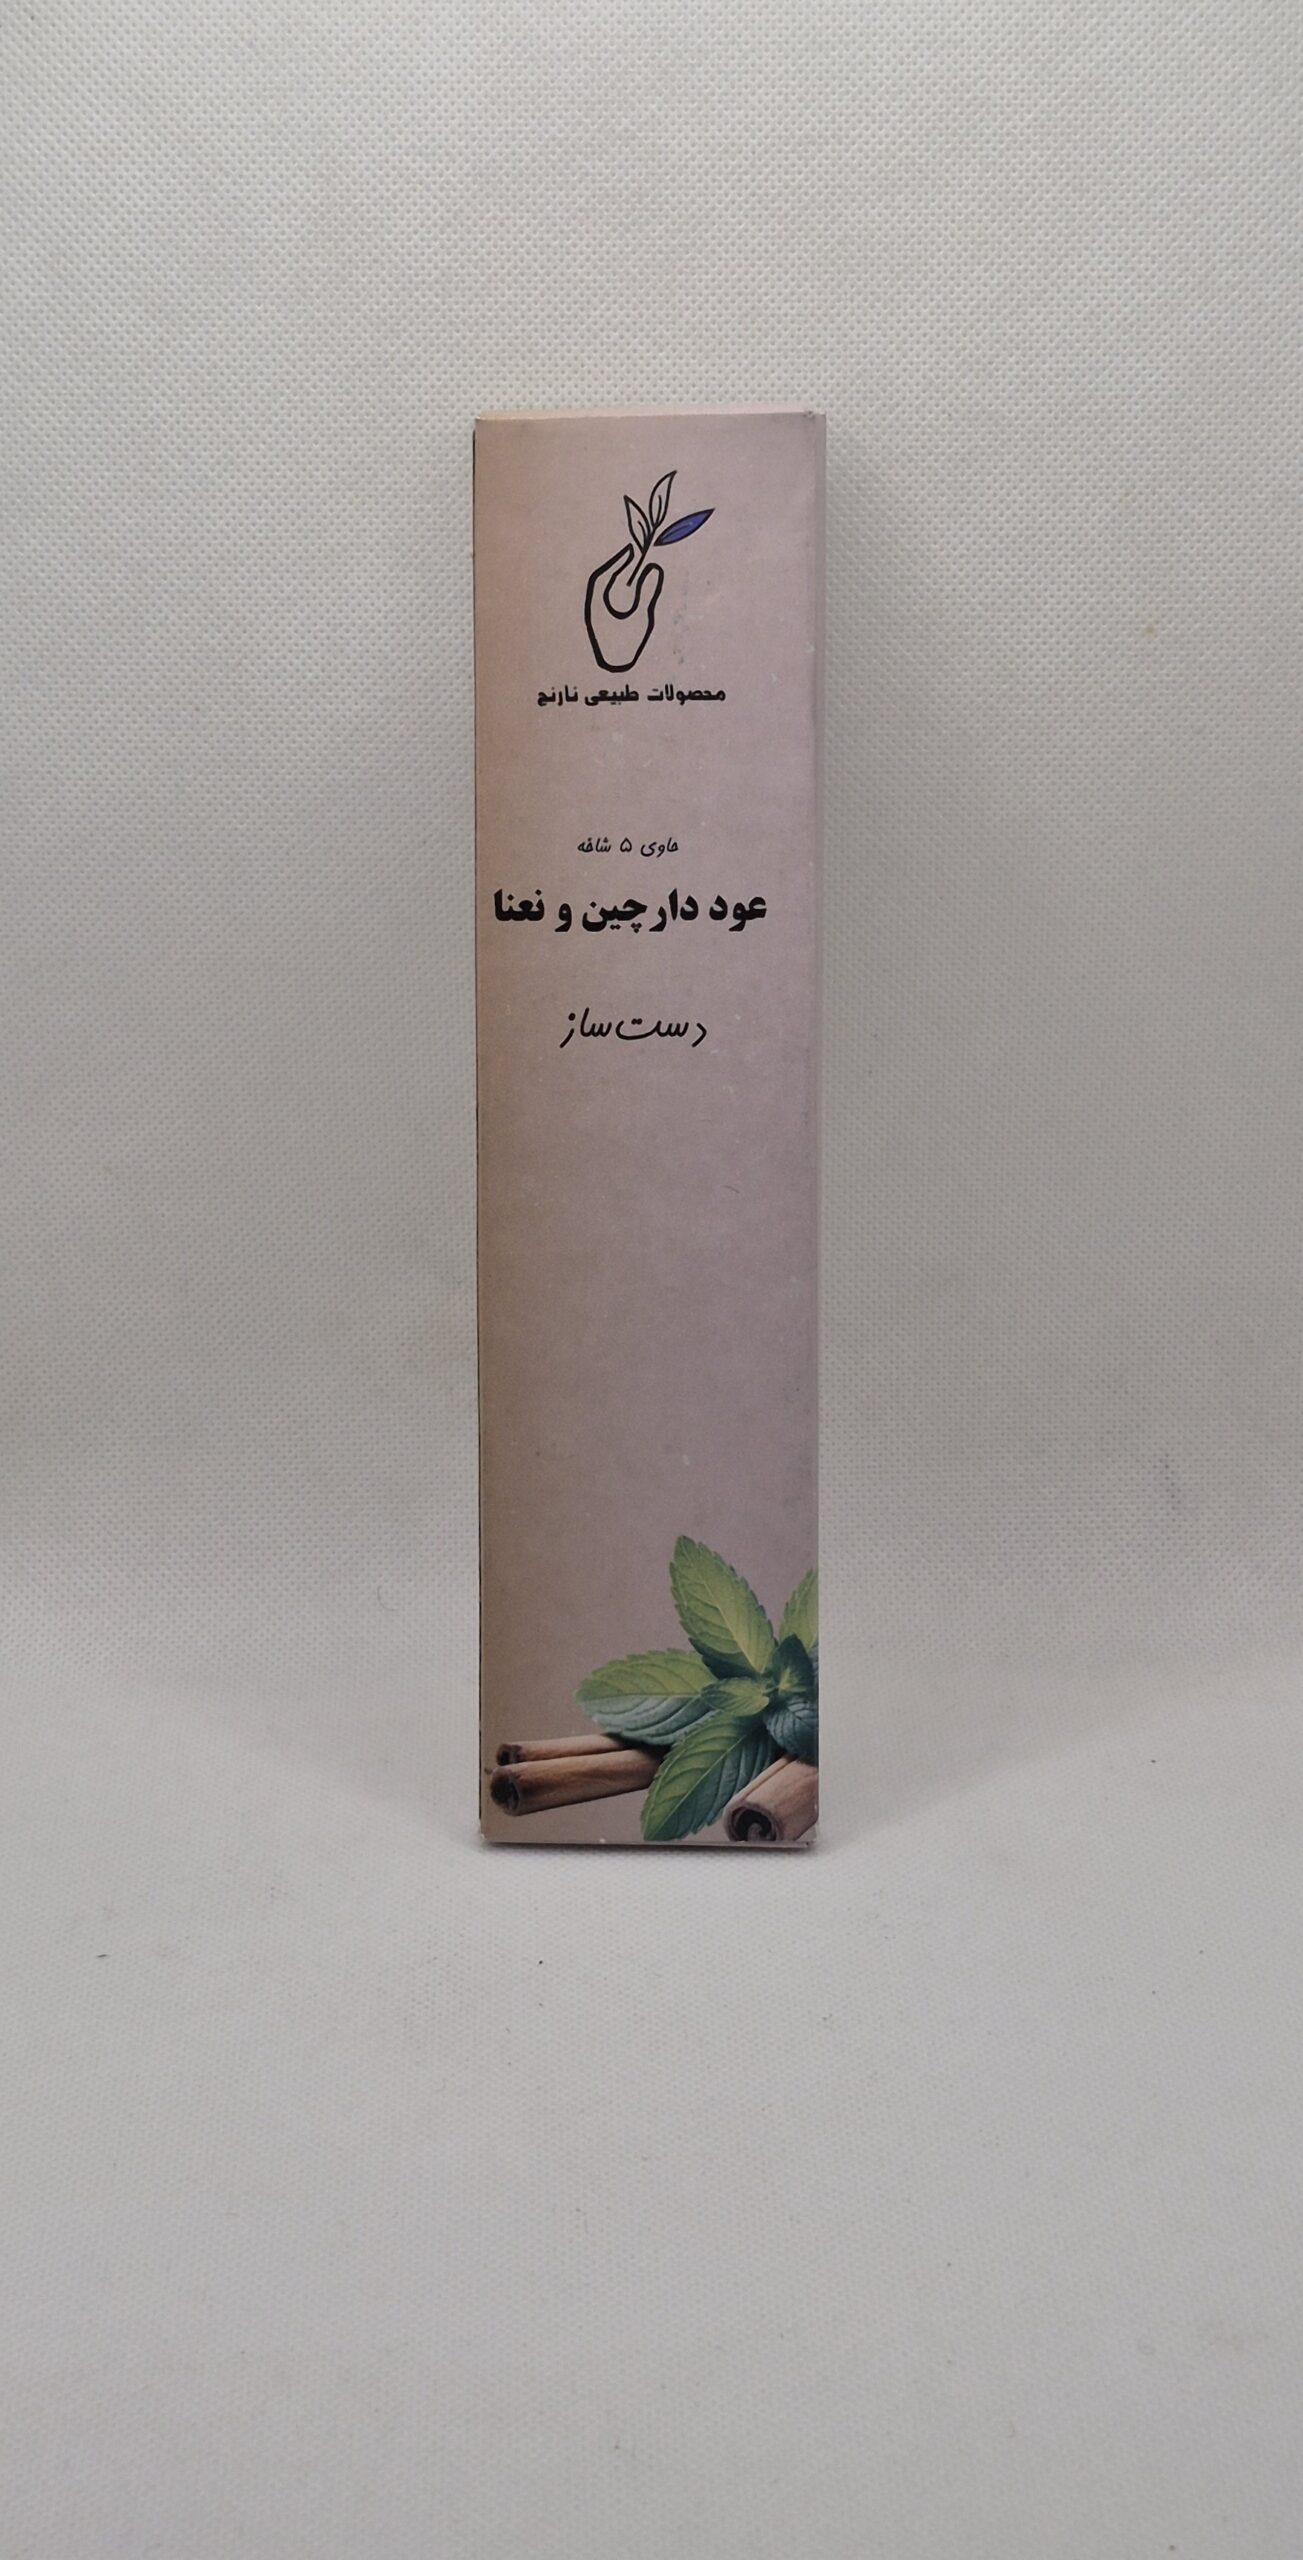 محصولات طبیعی نارنج
حاوی ۵ شاخه
عود دارچین و نعنا
دست‌ساز